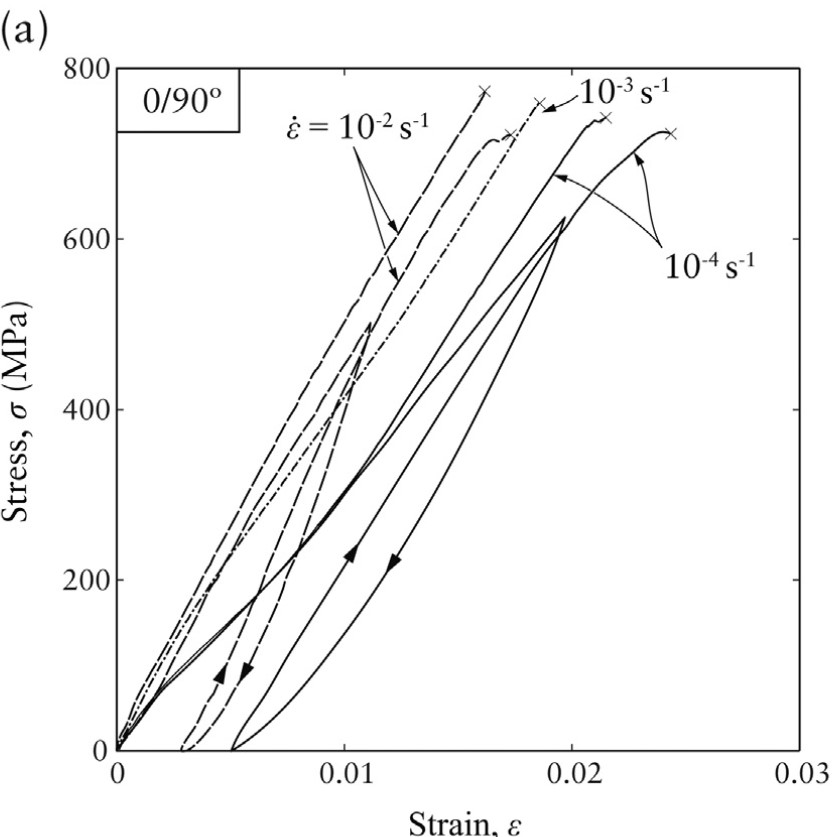 (a)
800
0/90º
ε̇ = 10⁻² s⁻¹
10⁻³ s⁻¹
600
10⁻⁴ s⁻¹
Stress, σ (MPa)
400
200
0
0
0.01
0.02
0.03
Strain, ε